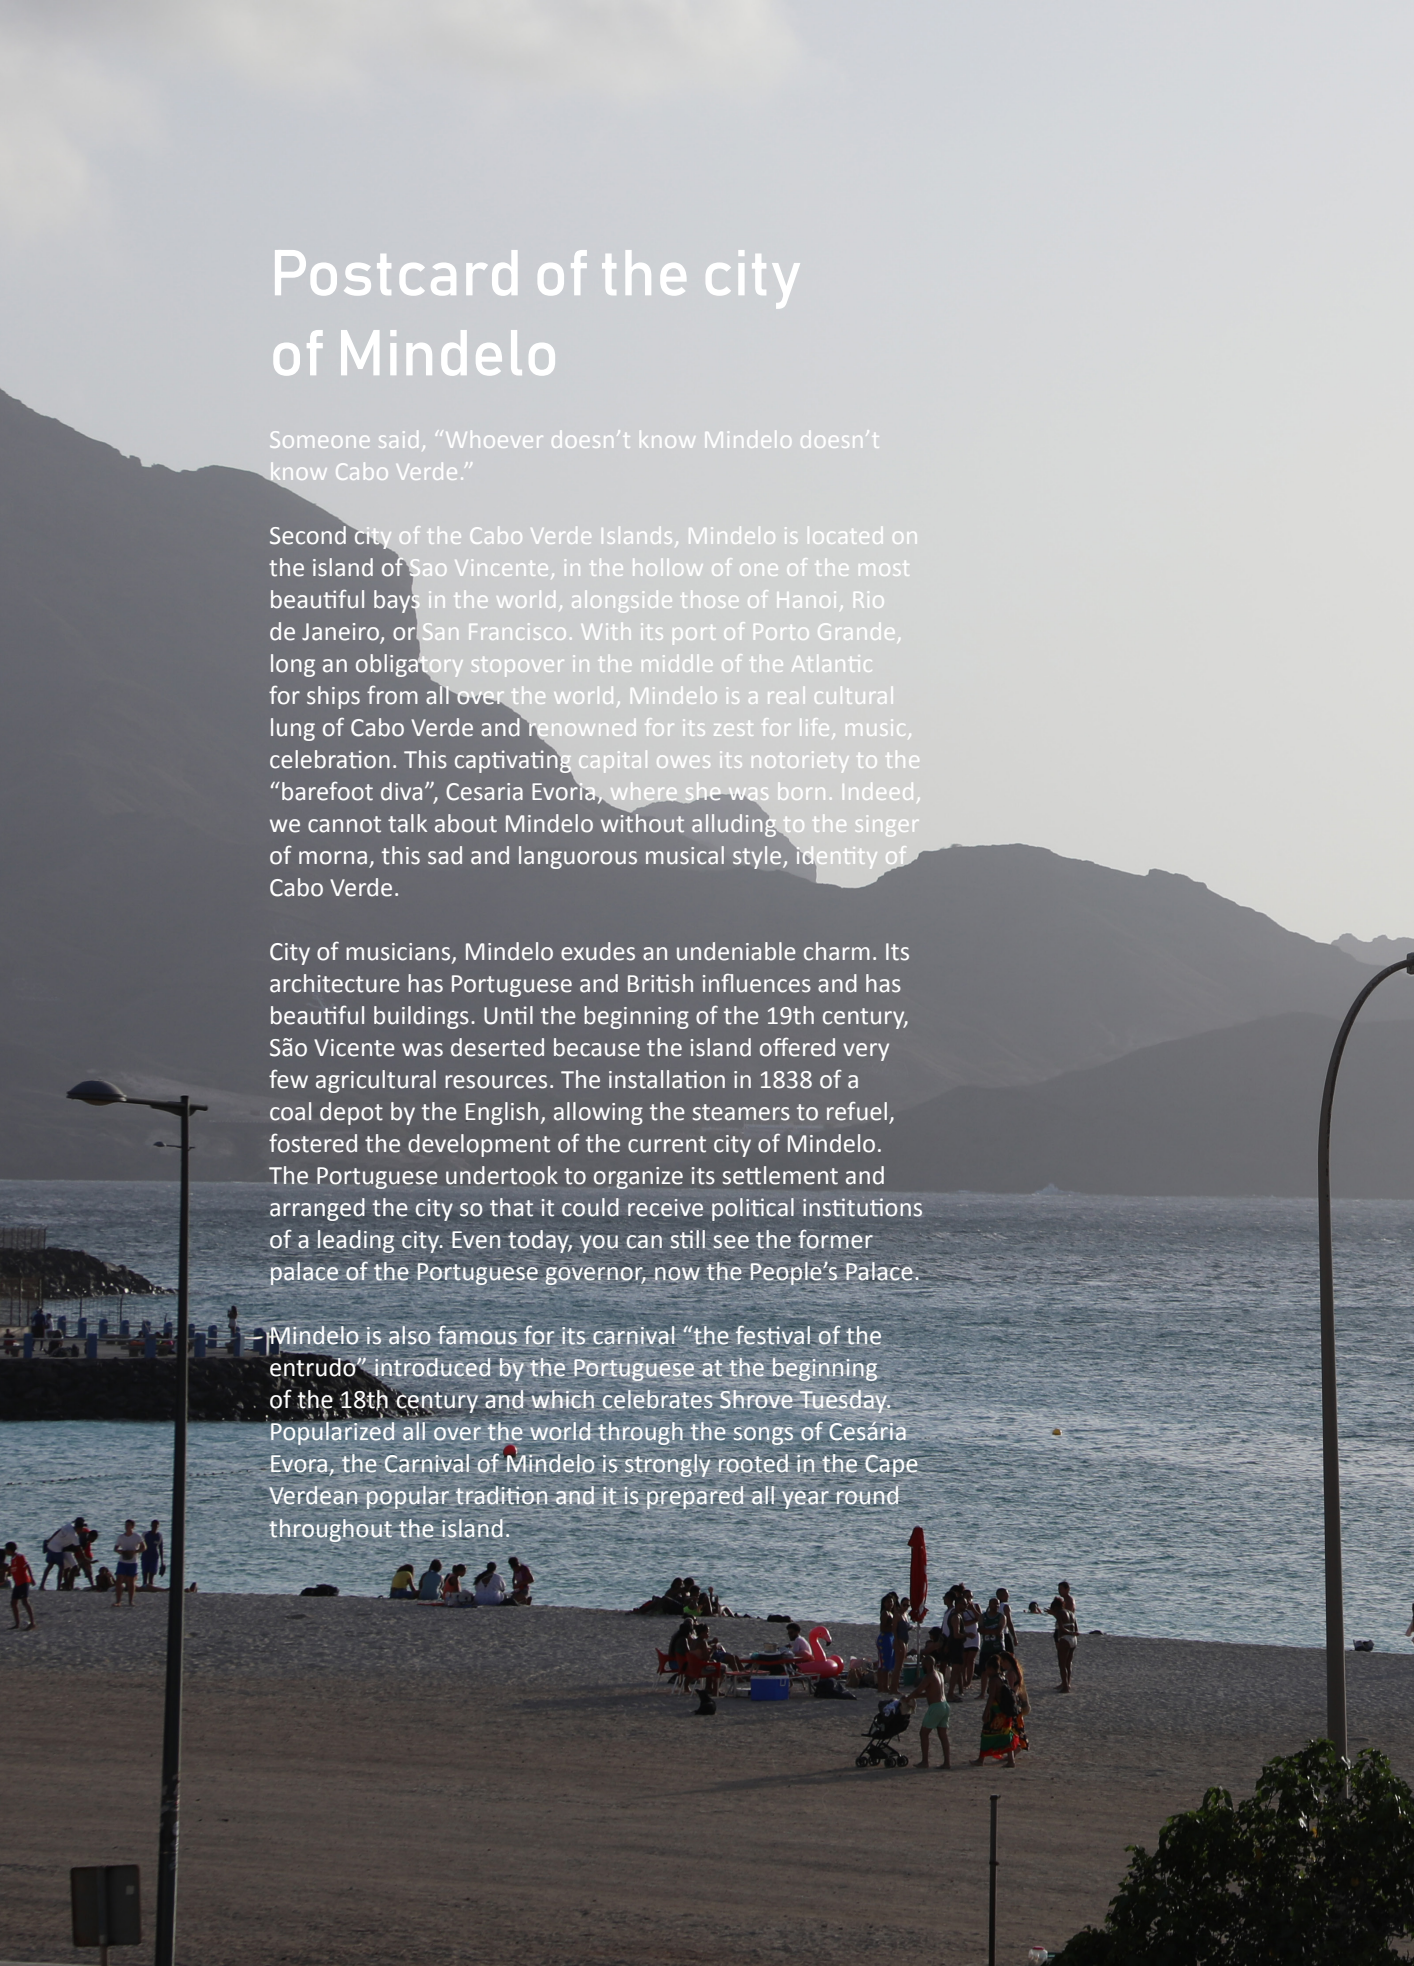 Postcard of the city
of Mindelo
Someone said, “Whoever doesn’t know Mindelo doesn’t
know Cabo Verde.”
Second city of the Cabo Verde Islands, Mindelo is located on
the island of Sao Vincente, in the hollow of one of the most
beautiful bays in the world, alongside those of Hanoi, Rio
de Janeiro, or San Francisco. With its port of Porto Grande,
long an obligatory stopover in the middle of the Atlantic
for ships from all over the world, Mindelo is a real cultural
lung of Cabo Verde and renowned for its zest for life, music,
celebration. This captivating capital owes its notoriety to the
“barefoot diva”, Cesaria Evoria, where she was born. Indeed,
we cannot talk about Mindelo without alluding to the singer
of morna, this sad and languorous musical style, identity of
Cabo Verde.
City of musicians, Mindelo exudes an undeniable charm. Its
architecture has Portuguese and British influences and has
beautiful buildings. Until the beginning of the 19th century,
São Vicente was deserted because the island offered very
few agricultural resources. The installation in 1838 of a
coal depot by the English, allowing the steamers to refuel,
fostered the development of the current city of Mindelo.
The Portuguese undertook to organize its settlement and
arranged the city so that it could receive political institutions
of a leading city. Even today, you can still see the former
palace of the Portuguese governor, now the People’s Palace.
Mindelo is also famous for its carnival “the festival of the
entrudo” introduced by the Portuguese at the beginning
of the 18th century and which celebrates Shrove Tuesday.
Popularized all over the world through the songs of Cesária
Evora, the Carnival of Mindelo is strongly rooted in the Cape
Verdean popular tradition and it is prepared all year round
throughout the island.